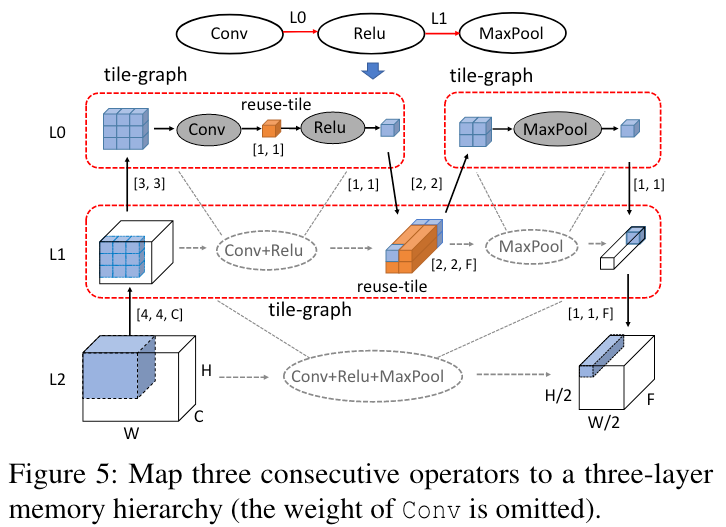 L0
L1
Conv
Relu
MaxPool
tile-graph
tile-graph
reuse-tile
L0
Conv
Relu
MaxPool
[1, 1]
[3, 3]
[1, 1]
[2, 2]
[1, 1]
L1
Conv+Relu
MaxPool
[2, 2, F]
reuse-tile
tile-graph
[4, 4, C]
[1, 1, F]
L2
H
Conv+Relu+MaxPool
H/2
F
C
W
W/2
Figure 5: Map three consecutive operators to a three-layer
memory hierarchy (the weight of Conv is omitted).